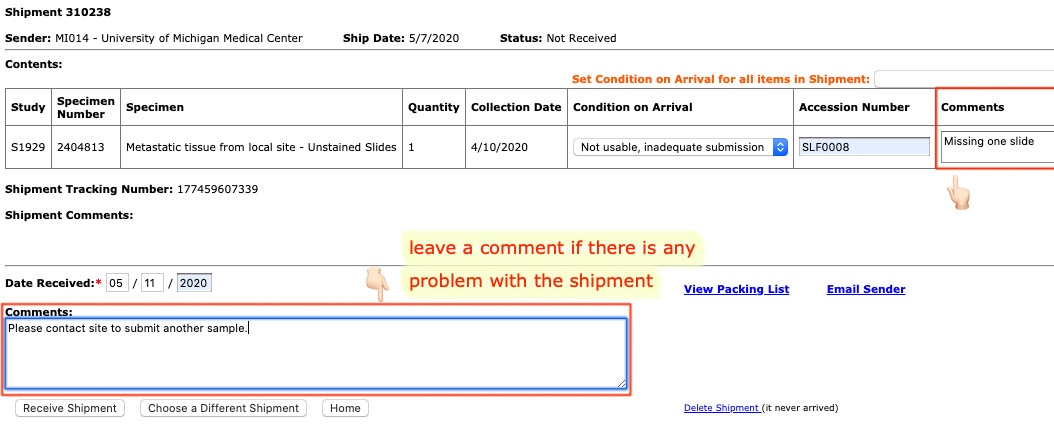 Shipment 310238
Sender: MI014 - University of Michigan Medical Center Ship Date: 5/7/2020 Status: Not Received
Contents:
Set Condition on Arrival for all items in Shipment:
Study Specimen Number Specimen Quantity Collection Date Condition on Arrival Accession Number Comments
S1929 2404813 Metastatic tissue from local site - Unstained Slides 1 4/10/2020 Not usable, inadequate submission SLF0008 Missing one slide
Shipment Tracking Number: 177459607339
Shipment Comments:
leave a comment if there is any
problem with the shipment
Date Received:* 05 / 11 / 2020
View Packing List Email Sender
Comments:
Please contact site to submit another sample.
Receive Shipment Choose a Different Shipment Home Delete Shipment (it never arrived)